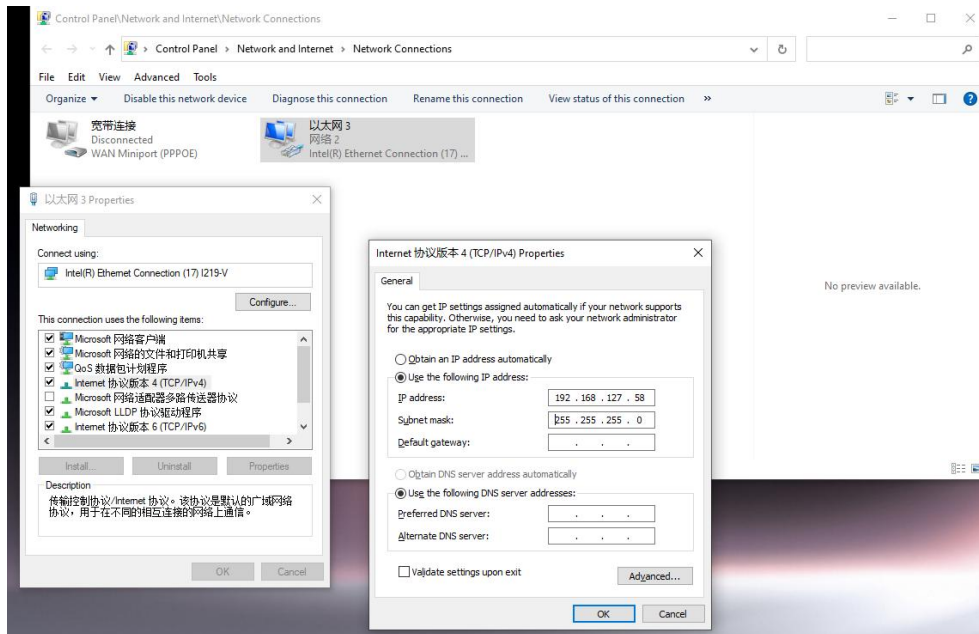 Control Panel\Network and Internet\Network Connections
Control Panel › Network and Internet › Network Connections
File Edit View Advanced Tools
Organize Disable this network device Diagnose this connection Rename this connection View status of this connection »
宽带连接
Disconnected
WAN Miniport (PPPOE)
以太网 3
网络 2
Intel(R) Ethernet Connection (17) ...
No preview available.
以太网 3 Properties
Networking
Connect using:
Intel(R) Ethernet Connection (17) I219-V
Configure...
This connection uses the following items:
Microsoft 网络客户端
Microsoft 网络的文件和打印机共享
QoS 数据包计划程序
Internet 协议版本 4 (TCP/IPv4)
Microsoft 网络适配器多路传送器协议
Microsoft LLDP 协议驱动程序
Internet 协议版本 6 (TCP/IPv6)
Install... Uninstall Properties
Description
传输控制协议/Internet 协议。该协议是默认的广域网络
协议，用于在不同的相互连接的网络上通信。
OK Cancel
Internet 协议版本 4 (TCP/IPv4) Properties
General
You can get IP settings assigned automatically if your network supports
this capability. Otherwise, you need to ask your network administrator
for the appropriate IP settings.
Obtain an IP address automatically
Use the following IP address:
IP address: 192 . 168 . 127 . 58
Subnet mask: 255 . 255 . 255 . 0
Default gateway: . . .
Obtain DNS server address automatically
Use the following DNS server addresses:
Preferred DNS server: . . .
Alternate DNS server: . . .
Validate settings upon exit
Advanced...
OK Cancel